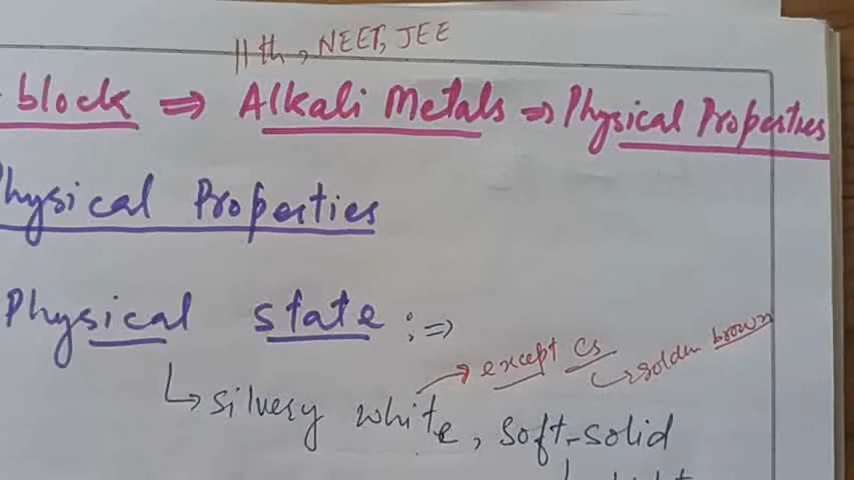 11th, NEET, JEE
block ⇒ Alkali Metals ⇒ Physical Properties
Physical Properties
Physical state :⇒
except Cs
golden brown
silvery white, soft-solid